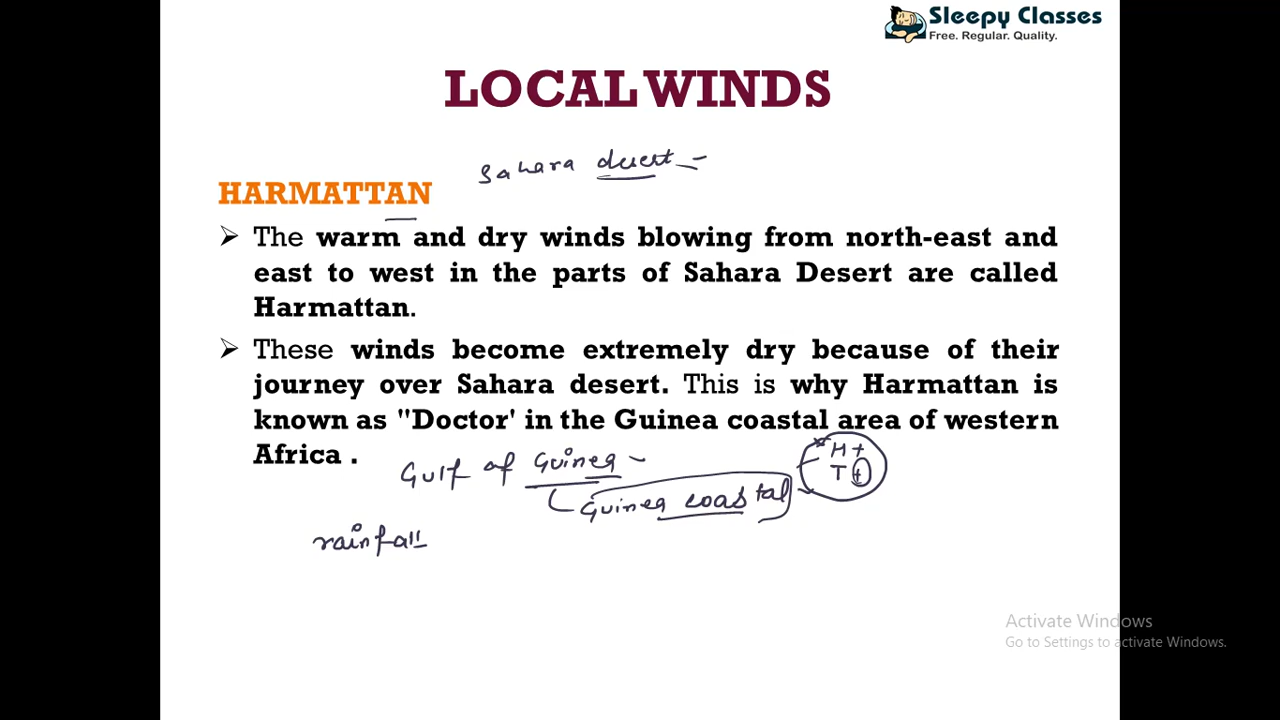 Sleepy Classes
Free. Regular. Quality.
LOCAL WINDS
Sahara desert
HARMATTAN
➢ The warm and dry winds blowing from north-east and
east to west in the parts of Sahara Desert are called
Harmattan.
➢ These winds become extremely dry because of their
journey over Sahara desert. This is why Harmattan is
known as "Doctor' in the Guinea coastal area of western
Africa .
H+
T+
Gulf of Guinea
Guinea coastal
rainfall
Activate Windows
Go to Settings to activate Windows.